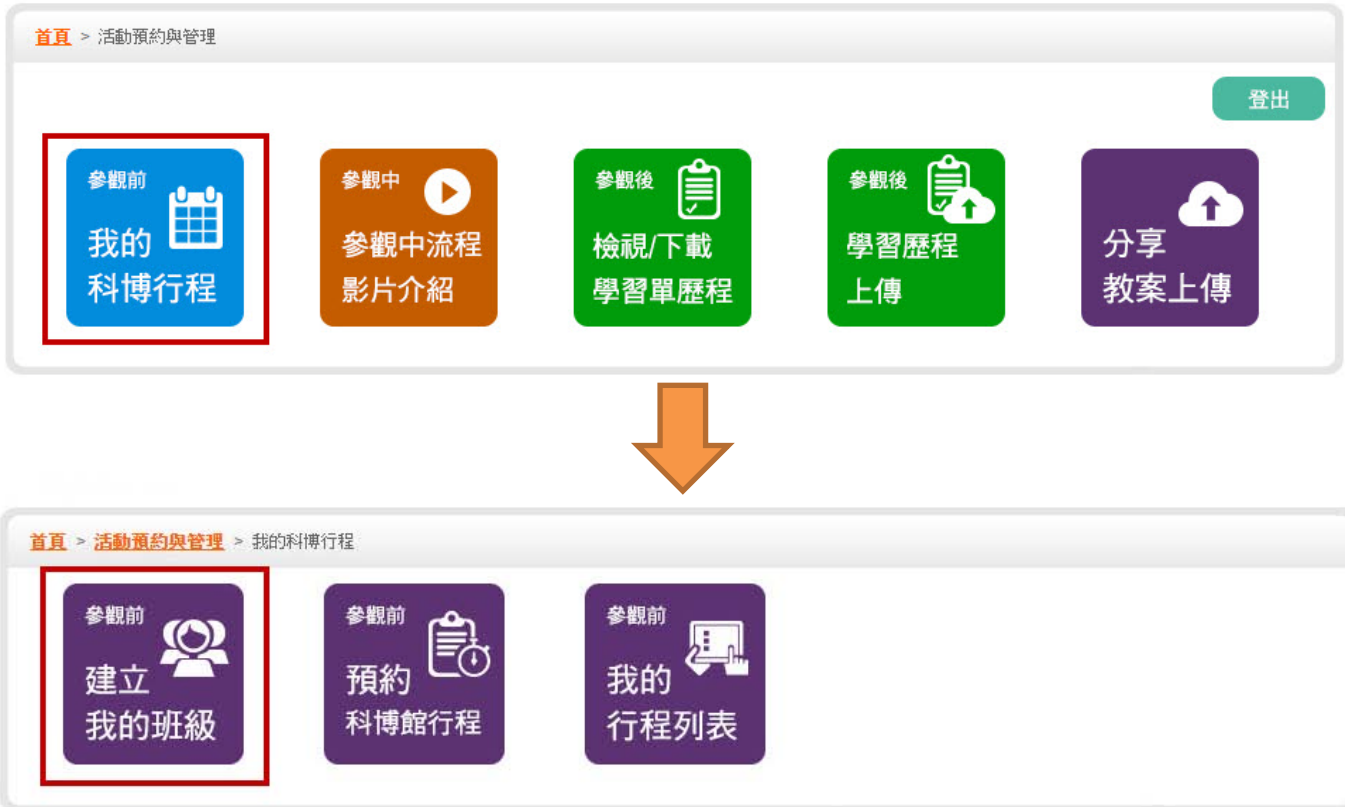 首頁 > 活動預約與管理
登出
參觀前
我的
科博行程
參觀中
參觀中流程
影片介紹
參觀後
檢視/下載
學習單歷程
參觀後
學習歷程
上傳
分享
教案上傳
首頁 > 活動預約與管理 > 我的科博行程
參觀前
建立
我的班級
參觀前
預約
科博館行程
參觀前
我的
行程列表